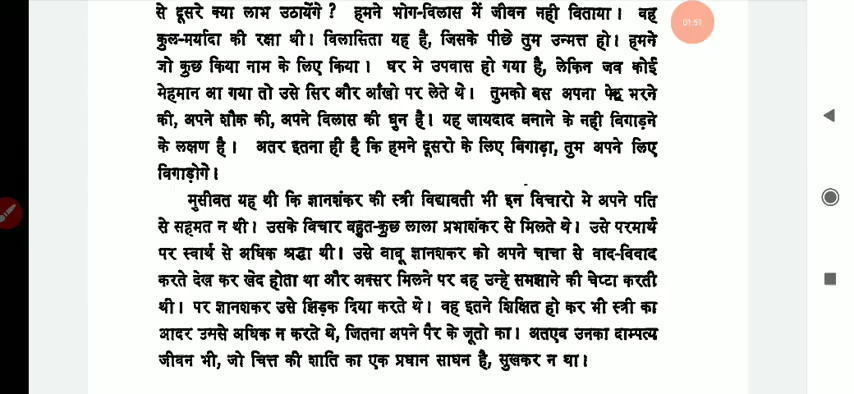 01:51
से दूसरे क्या लाभ उठायेंगे ? हमने भोग-विलास में जीवन नही बिताया। वह
कुल-मर्यादा की रक्षा थी। विलासिता यह है, जिसके पीछे तुम उन्मत्त हो। हमने
जो कुछ किया नाम के लिए किया। घर मे उपवास हो गया है, लेकिन जब कोई
मेहमान आ गया तो उसे सिर और आँखो पर लेते थे। तुमको बस अपना पेट भरने
की, अपने शौक की, अपने विलास की धुन है। यह जायदाद बनाने के नही बिगाड़ने
के लक्षण है। अतर इतना ही है कि हमने दूसरो के लिए बिगाड़ा, तुम अपने लिए
बिगाड़ोगे।
मुसीबत यह थी कि ज्ञानशंकर की स्त्री विद्यावती भी इन विचारो मे अपने पति
से सहमत न थी। उसके विचार बहुत-कुछ लाला प्रभाशंकर से मिलते थे। उसे परमार्थ
पर स्वार्थ से अधिक श्रद्धा थी। उसे बाबू ज्ञानशकर को अपने चाचा से वाद-विवाद
करते देख कर खेद होता था और अक्सर मिलने पर वह उन्हे समझाने की चेष्टा करती
थी। पर ज्ञानशकर उसे झिड़क दिया करते थे। वह इतने शिक्षित हो कर भी स्त्री का
आदर उससे अधिक न करते थे, जितना अपने पैर के जूतो का। अतएव उनका दाम्पत्य
जीवन भी, जो चित्त की शाति का एक प्रधान साधन है, सुखकर न था।